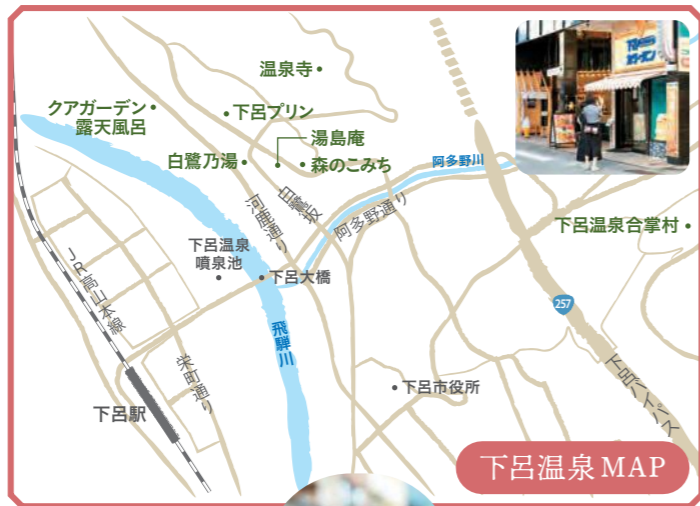 温泉寺
クアガーデン
露天風呂
下呂プリン
湯島庵
白鷺乃湯
森のこみち
阿多野川
白鷺坂
河鹿通り
阿多野通り
下呂温泉合掌村
下呂温泉
噴泉池
下呂大橋
JR高山本線
257
飛騨川
栄町通り
下呂市役所
下呂バイパス
下呂駅
下呂温泉MAP